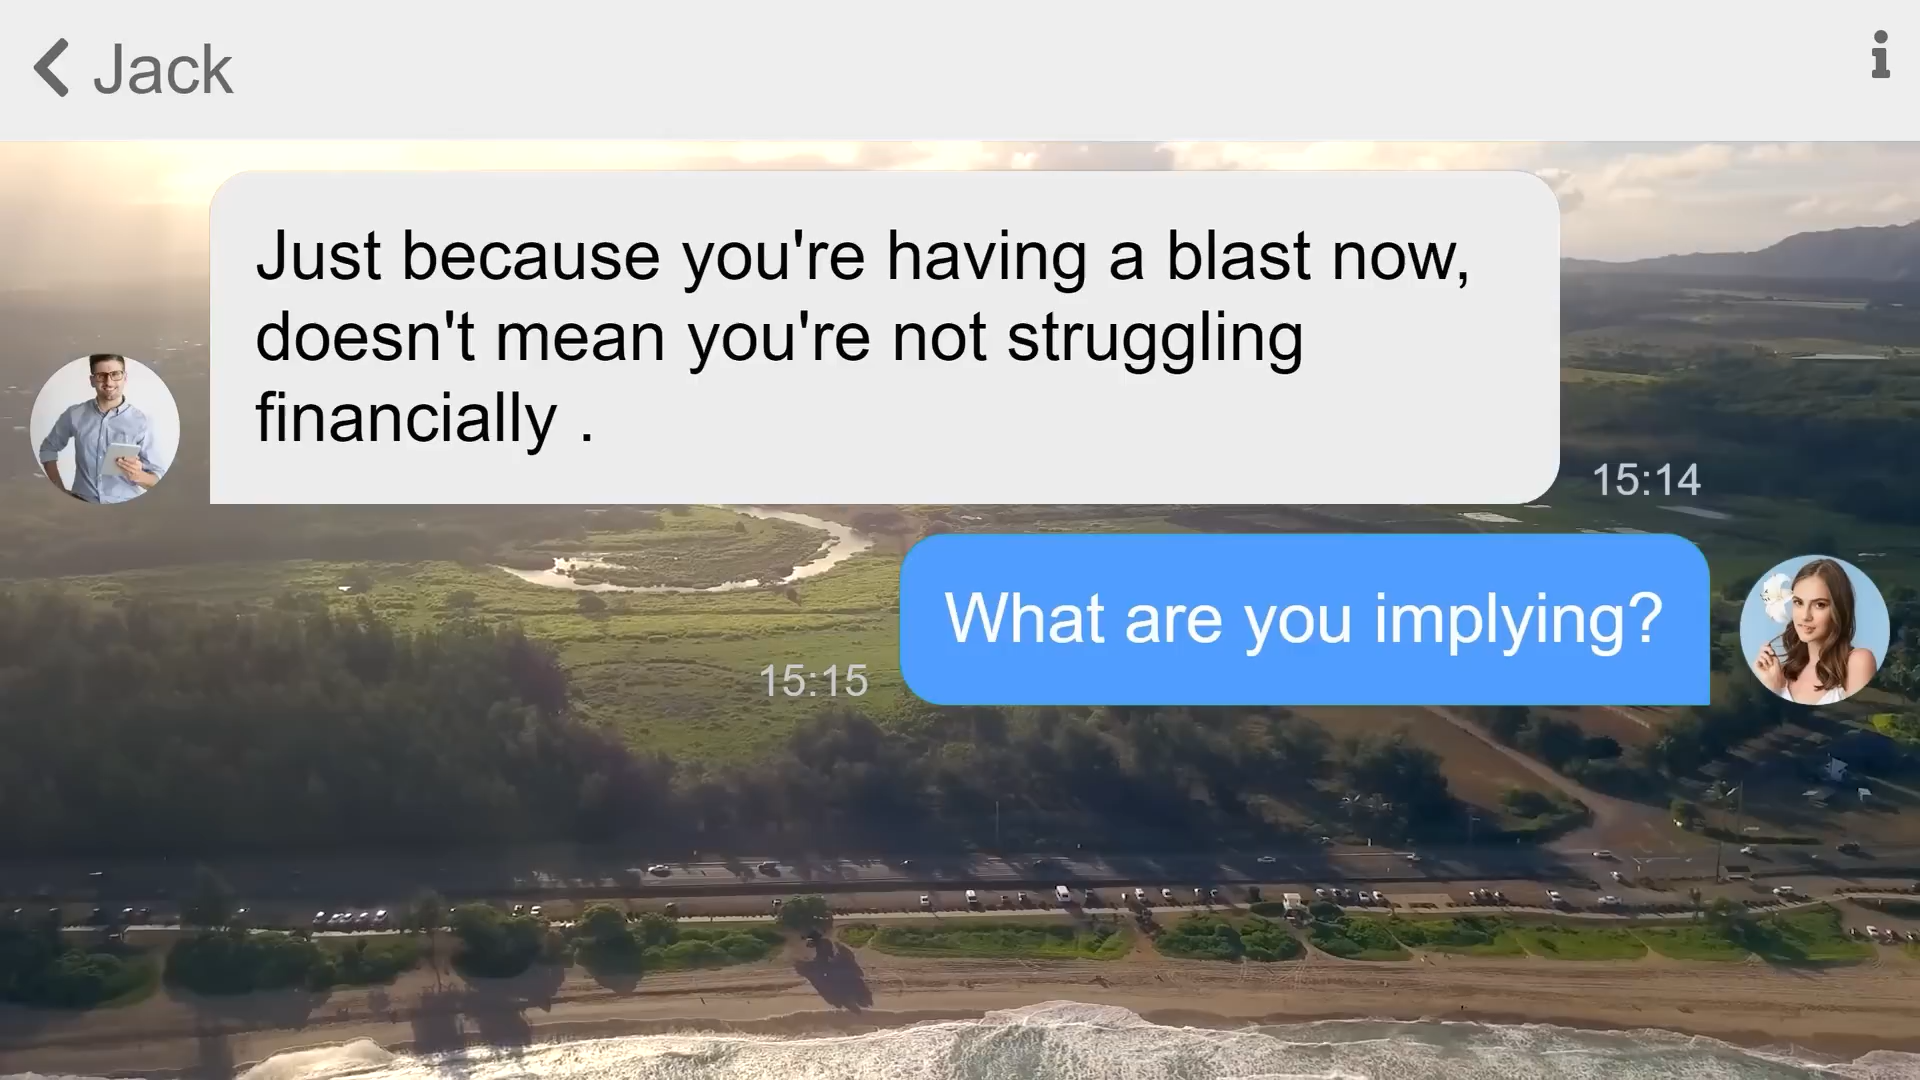 Jack
Just because you're having a blast now,
doesn't mean you're not struggling
financially .
15:14
What are you implying?
15:15